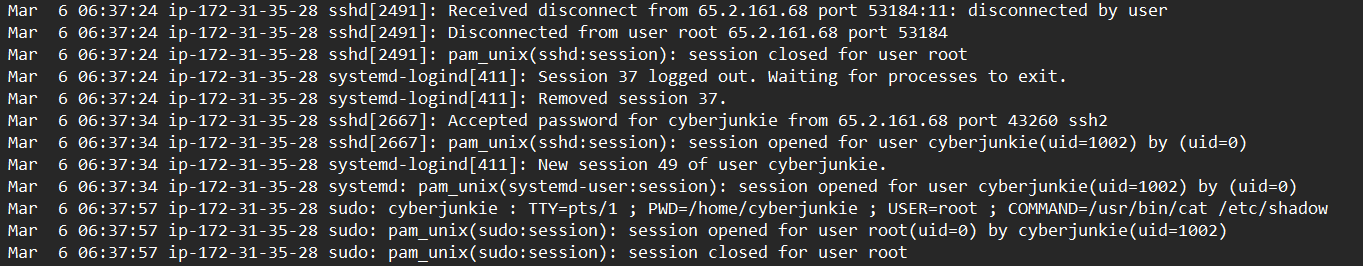 Mar  6 06:37:24 ip-172-31-35-28 sshd[2491]: Received disconnect from 65.2.161.68 port 53184:11: disconnected by user
Mar  6 06:37:24 ip-172-31-35-28 sshd[2491]: Disconnected from user root 65.2.161.68 port 53184
Mar  6 06:37:24 ip-172-31-35-28 sshd[2491]: pam_unix(sshd:session): session closed for user root
Mar  6 06:37:24 ip-172-31-35-28 systemd-logind[411]: Session 37 logged out. Waiting for processes to exit.
Mar  6 06:37:24 ip-172-31-35-28 systemd-logind[411]: Removed session 37.
Mar  6 06:37:34 ip-172-31-35-28 sshd[2667]: Accepted password for cyberjunkie from 65.2.161.68 port 43260 ssh2
Mar  6 06:37:34 ip-172-31-35-28 sshd[2667]: pam_unix(sshd:session): session opened for user cyberjunkie(uid=1002) by (uid=0)
Mar  6 06:37:34 ip-172-31-35-28 systemd-logind[411]: New session 49 of user cyberjunkie.
Mar  6 06:37:34 ip-172-31-35-28 systemd: pam_unix(systemd-user:session): session opened for user cyberjunkie(uid=1002) by (uid=0)
Mar  6 06:37:57 ip-172-31-35-28 sudo: cyberjunkie : TTY=pts/1 ; PWD=/home/cyberjunkie ; USER=root ; COMMAND=/usr/bin/cat /etc/shadow
Mar  6 06:37:57 ip-172-31-35-28 sudo: pam_unix(sudo:session): session opened for user root(uid=0) by cyberjunkie(uid=1002)
Mar  6 06:37:57 ip-172-31-35-28 sudo: pam_unix(sudo:session): session closed for user root